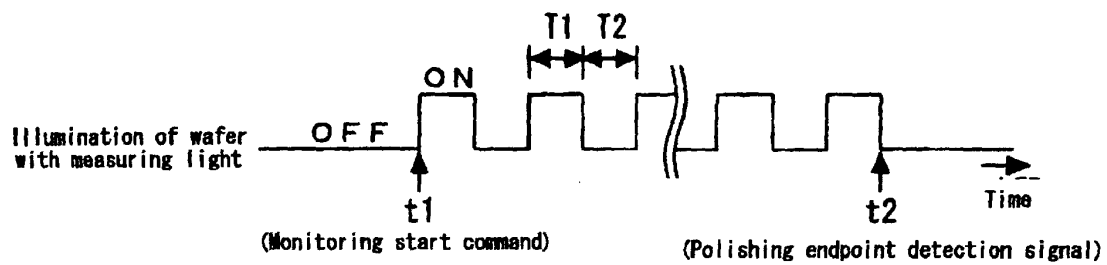 T1 T2
ON
Illumination of wafer
with measuring light
OFF
Time
t1
t2
(Monitoring start command)
(Polishing endpoint detection signal)